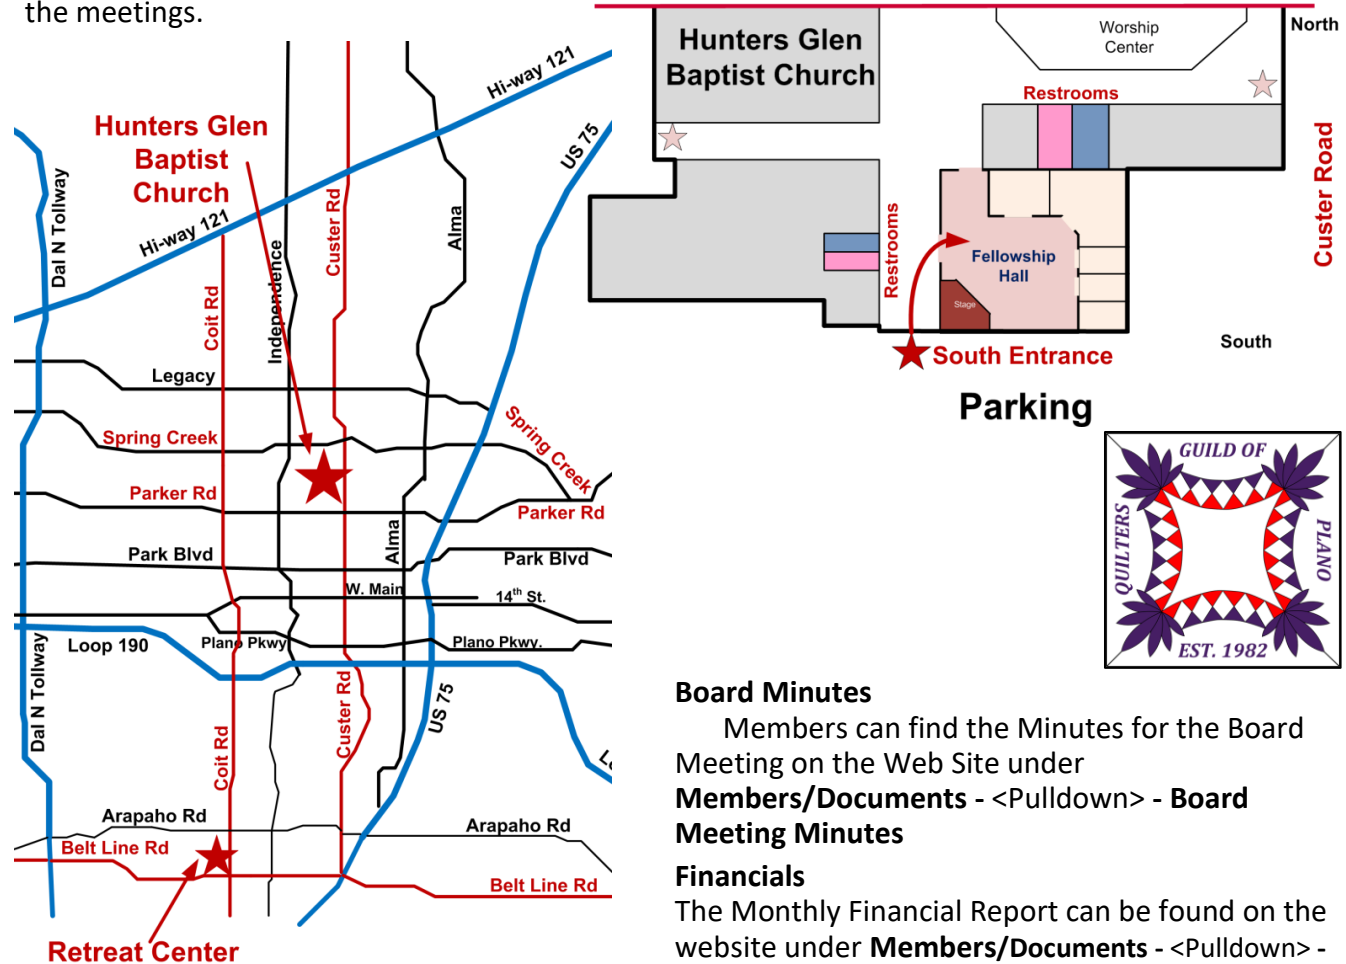 the meetings.
Hi-way 121
Hunters Glen
Baptist
Church
US 75
Dal N Tollway
Hi-way 121
Custer Rd
Alma
Independence
Coit Rd
Legacy
Spring Creek
Spring Creek
Parker Rd
Parker Rd
Alma
Park Blvd
Park Blvd
W. Main
14th St.
Loop 190
Plano Pkwy
Plano Pkwy.
Dal N Tollway
Custer Rd
US 75
Coit Rd
Arapaho Rd
Arapaho Rd
Belt Line Rd
Belt Line Rd
Retreat Center
Hunters Glen
Baptist Church
Worship
Center
North
Restrooms
Custer Road
Restrooms
Fellowship
Hall
Stage
South Entrance
South
Parking
GUILD OF
QUILTERS
PLANO
EST. 1982
Board Minutes
Members can find the Minutes for the Board
Meeting on the Web Site under
Members/Documents - <Pulldown> - Board
Meeting Minutes
Financials
The Monthly Financial Report can be found on the
website under Members/Documents - <Pulldown> -